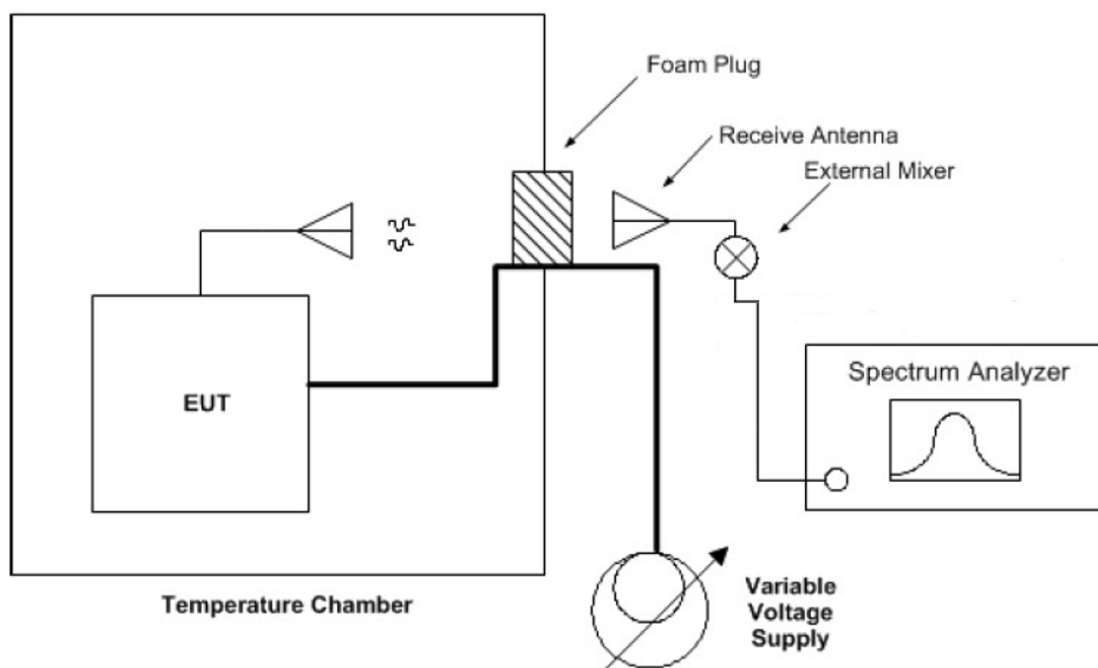 Foam Plug
Receive Antenna
External Mixer
Spectrum Analyzer
EUT
Temperature Chamber
Variable
Voltage
Supply